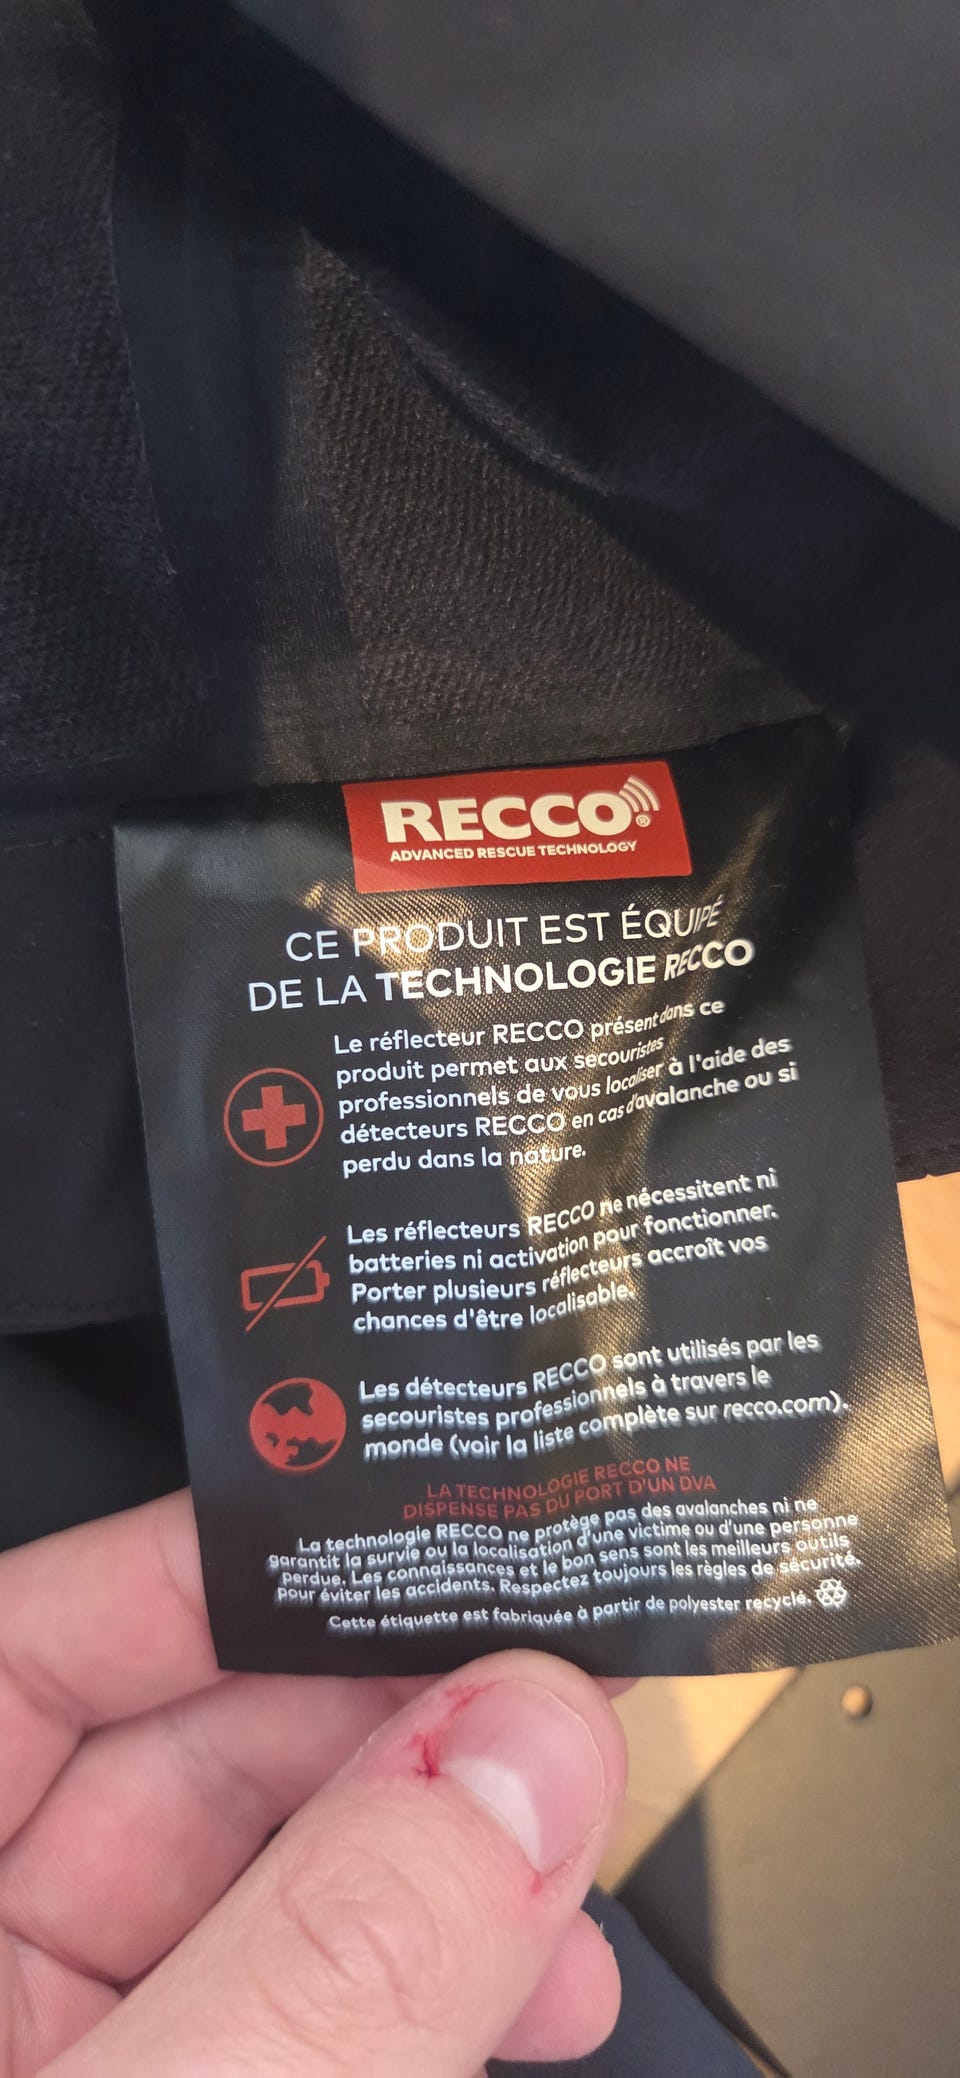 RECCO®
ADVANCED RESCUE TECHNOLOGY
CE PRODUIT EST ÉQUIPÉ
DE LA TECHNOLOGIE RECCO
Le réflecteur RECCO présent dans ce
produit permet aux secouristes
professionnels de vous localiser à l'aide des
détecteurs RECCO en cas d'avalanche ou si
perdu dans la nature.
Les réflecteurs RECCO ne nécessitent ni
batteries ni activation pour fonctionner.
Porter plusieurs réflecteurs accroît vos
chances d'être localisable.
Les détecteurs RECCO sont utilisés par les
secouristes professionnels à travers le
monde (voir la liste complète sur recco.com).
LA TECHNOLOGIE RECCO NE
DISPENSE PAS DU PORT D'UN DVA
La technologie RECCO ne protège pas des avalanches ni ne
garantit la survie ou la localisation d'une victime ou d'une personne
perdue. Les connaissances et le bon sens sont les meilleurs outils
pour éviter les accidents. Respectez toujours les règles de sécurité.
Cette étiquette est fabriquée à partir de polyester recyclé.